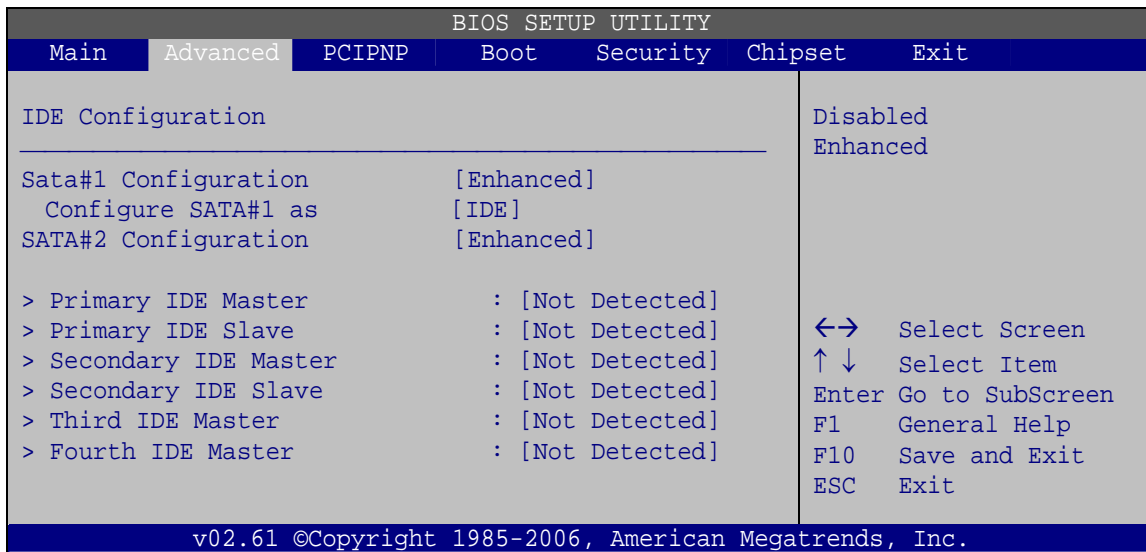 BIOS SETUP UTILITY
Main Advanced PCIPNP Boot Security Chipset Exit
IDE Configuration
Sata#1 Configuration [Enhanced]
Configure SATA#1 as [IDE]
SATA#2 Configuration [Enhanced]
> Primary IDE Master : [Not Detected]
> Primary IDE Slave : [Not Detected]
> Secondary IDE Master : [Not Detected]
> Secondary IDE Slave : [Not Detected]
> Third IDE Master : [Not Detected]
> Fourth IDE Master : [Not Detected]
Disabled
Enhanced
←→ Select Screen
↑ ↓ Select Item
Enter Go to SubScreen
F1 General Help
F10 Save and Exit
ESC Exit
v02.61 ©Copyright 1985-2006, American Megatrends, Inc.